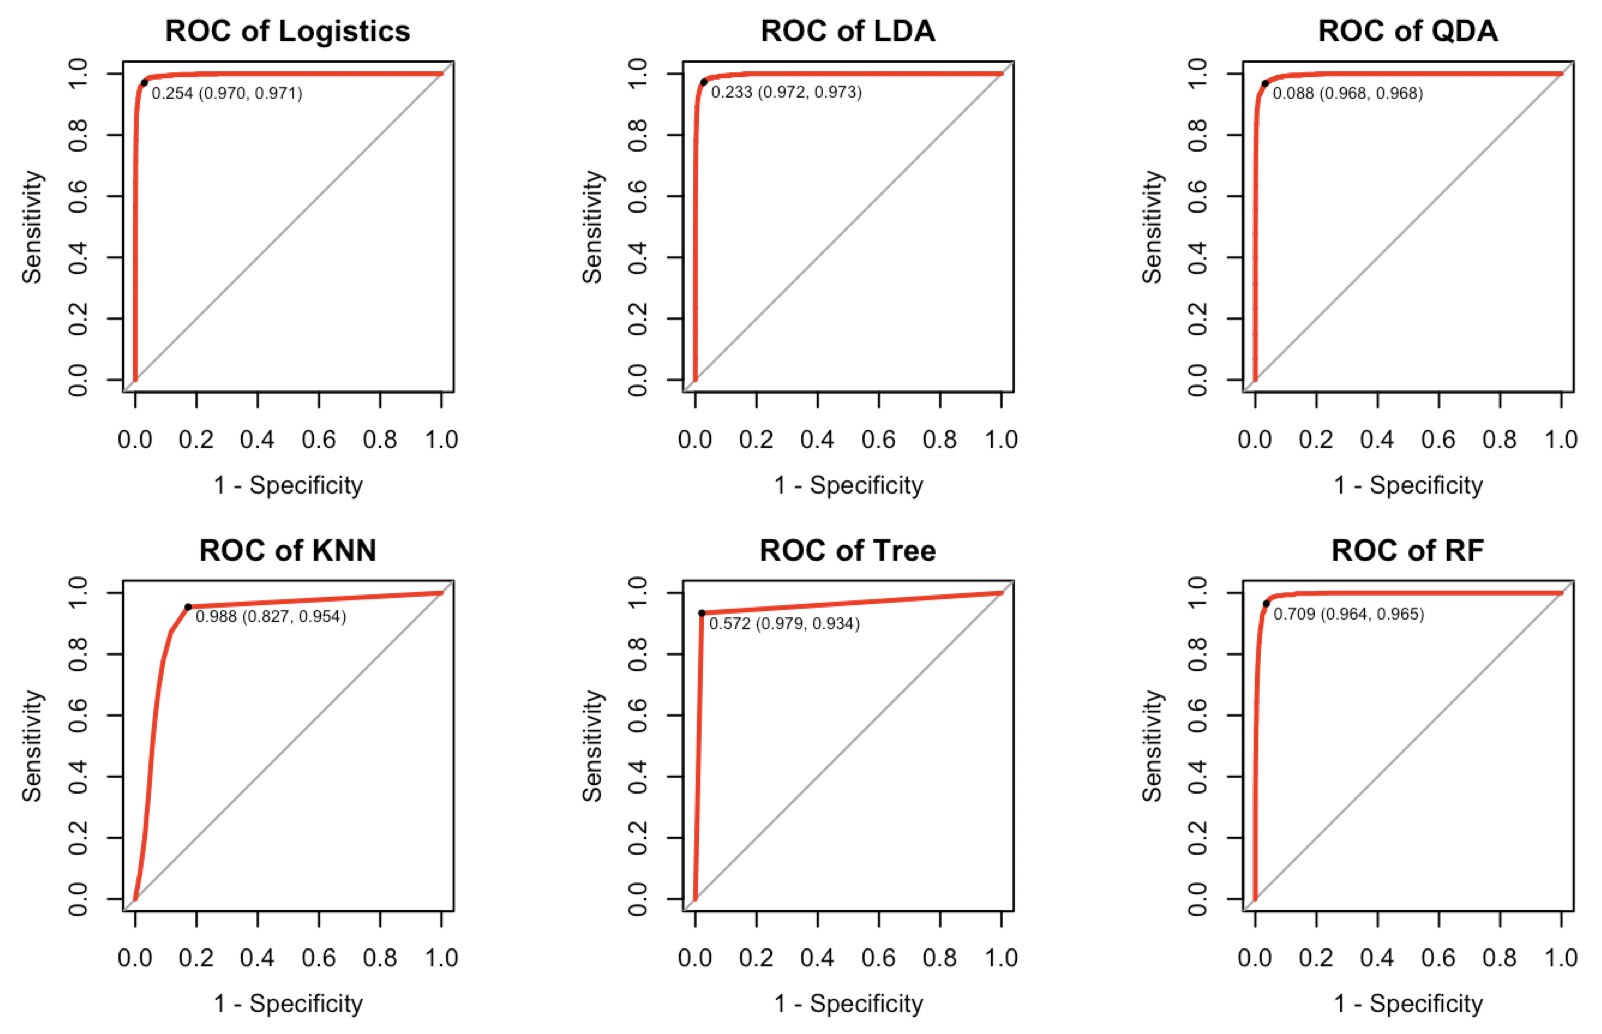 ROC of Logistics
Sensitivity
1.0
0.8
0.6
0.4
0.2
0.0
0.254 (0.970, 0.971)
0.0 0.2 0.4 0.6 0.8 1.0
1 - Specificity
ROC of LDA
Sensitivity
1.0
0.8
0.6
0.4
0.2
0.0
0.233 (0.972, 0.973)
0.0 0.2 0.4 0.6 0.8 1.0
1 - Specificity
ROC of QDA
Sensitivity
1.0
0.8
0.6
0.4
0.2
0.0
0.088 (0.968, 0.968)
0.0 0.2 0.4 0.6 0.8 1.0
1 - Specificity
ROC of KNN
Sensitivity
1.0
0.8
0.6
0.4
0.2
0.0
0.988 (0.827, 0.954)
0.0 0.2 0.4 0.6 0.8 1.0
1 - Specificity
ROC of Tree
Sensitivity
1.0
0.8
0.6
0.4
0.2
0.0
0.572 (0.979, 0.934)
0.0 0.2 0.4 0.6 0.8 1.0
1 - Specificity
ROC of RF
Sensitivity
1.0
0.8
0.6
0.4
0.2
0.0
0.709 (0.964, 0.965)
0.0 0.2 0.4 0.6 0.8 1.0
1 - Specificity